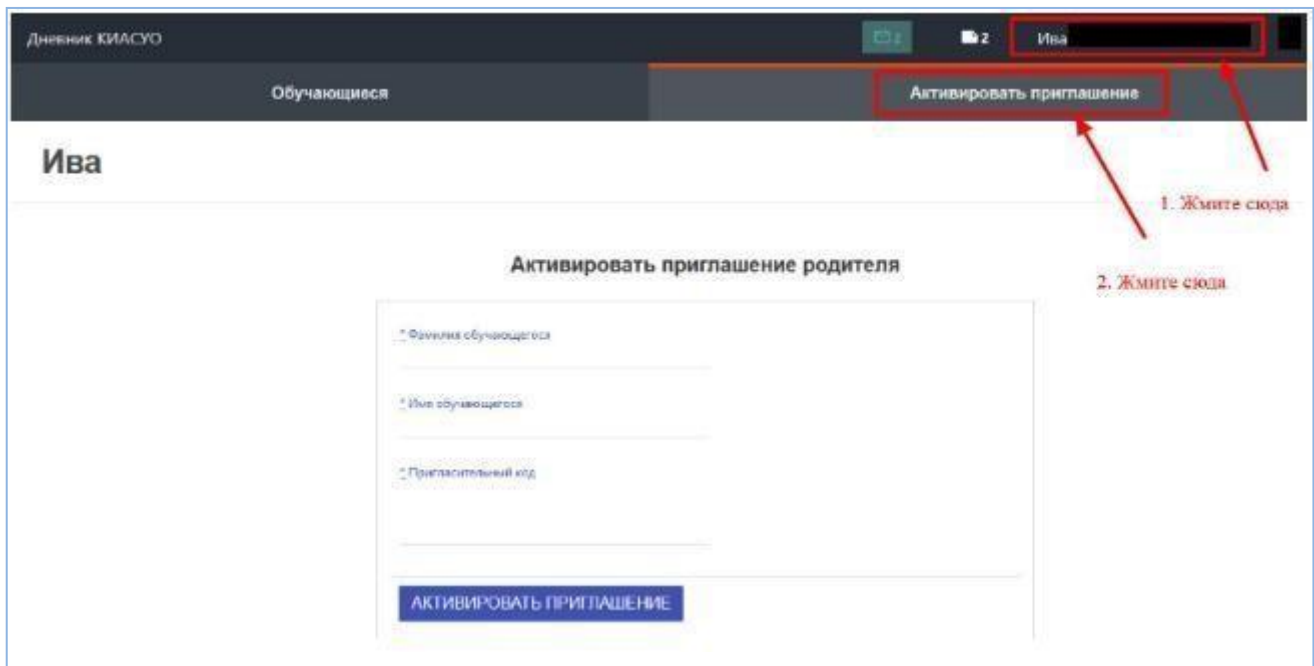 Дневник КИАСУО
2
2
Ива
Обучающиеся
Активировать приглашение
Ива
1. Жмите сюда
Активировать приглашение родителя
2. Жмите сюда
* Фамилия обучающегося
* Имя обучающегося
* Пригласительный код
АКТИВИРОВАТЬ ПРИГЛАШЕНИЕ